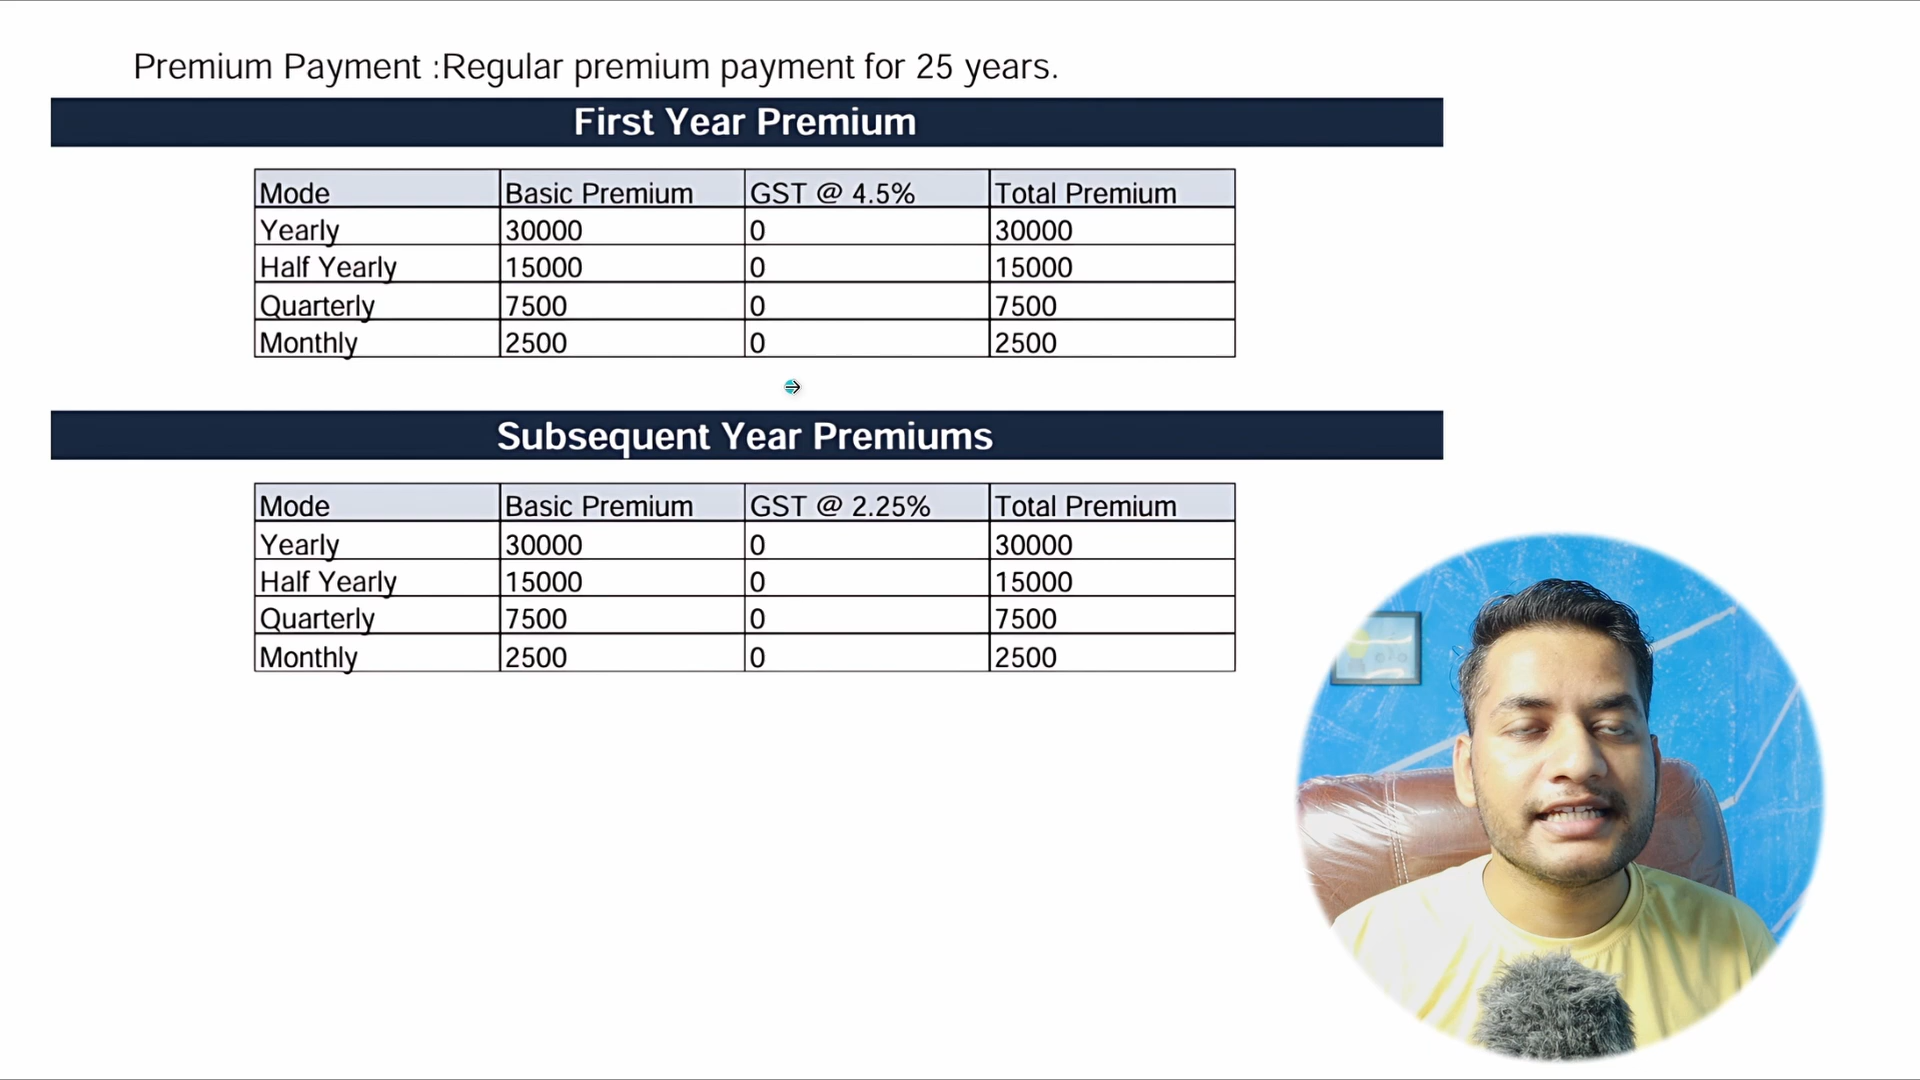 Premium Payment :Regular premium payment for 25 years.
First Year Premium
Mode Basic Premium GST @ 4.5% Total Premium
Yearly 30000 0 30000
Half Yearly 15000 0 15000
Quarterly 7500 0 7500
Monthly 2500 0 2500
Subsequent Year Premiums
Mode Basic Premium GST @ 2.25% Total Premium
Yearly 30000 0 30000
Half Yearly 15000 0 15000
Quarterly 7500 0 7500
Monthly 2500 0 2500